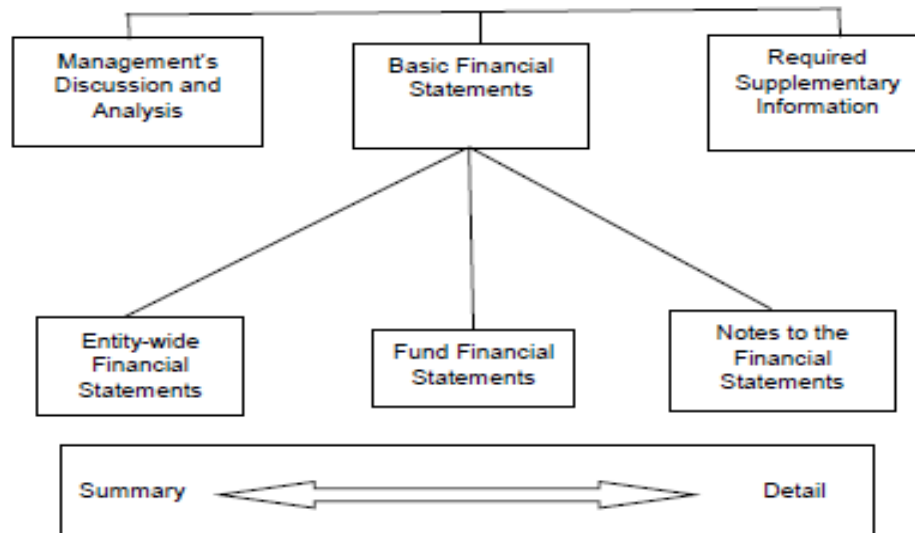 Management's
Discussion and
Analysis
Basic Financial
Statements
Required
Supplementary
Information
Entity-wide
Financial
Statements
Fund Financial
Statements
Notes to the
Financial
Statements
Summary
Detail